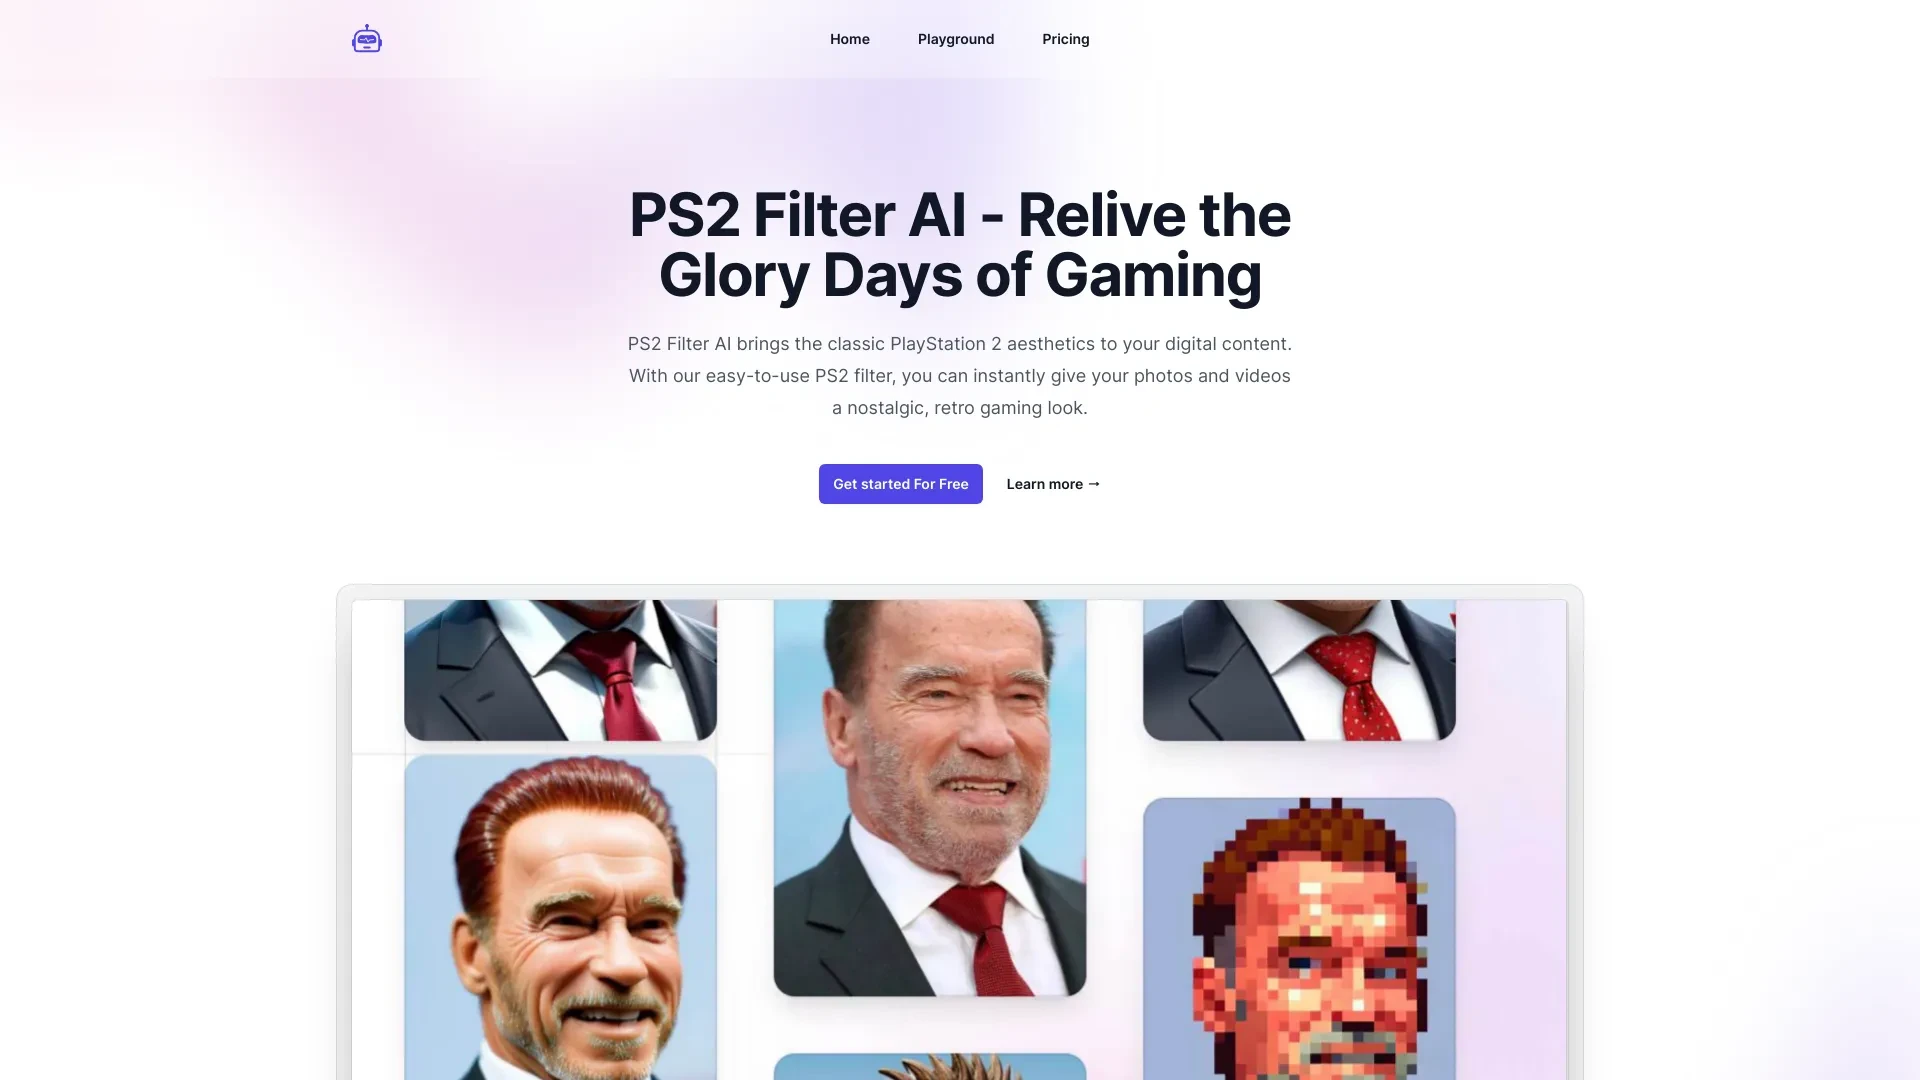 Home
Playground
Pricing
PS2 Filter AI - Relive the
Glory Days of Gaming
PS2 Filter AI brings the classic PlayStation 2 aesthetics to your digital content.
With our easy-to-use PS2 filter, you can instantly give your photos and videos
a nostalgic, retro gaming look.
Get started For Free
Learn more →